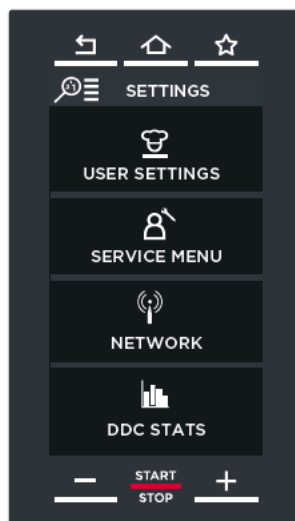 SETTINGS
USER SETTINGS
SERVICE MENU
NETWORK
DDC STATS
START
STOP